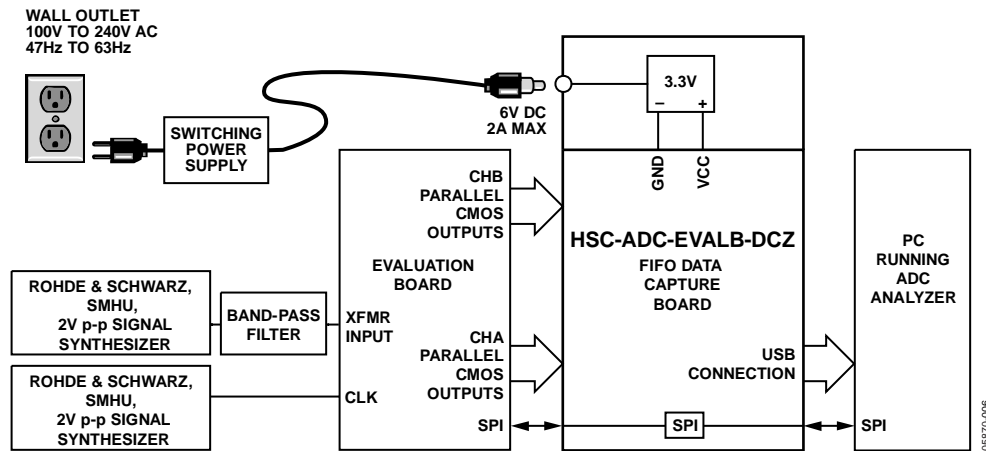 WALL OUTLET
100V TO 240V AC
47Hz TO 63Hz
SWITCHING
POWER
SUPPLY
6V DC
2A MAX
3.3V
– +
GND
VCC
ROHDE & SCHWARZ,
SMHU,
2V p-p SIGNAL
SYNTHESIZER
BAND-PASS
FILTER
ROHDE & SCHWARZ,
SMHU,
2V p-p SIGNAL
SYNTHESIZER
XFMR
INPUT
CLK
EVALUATION
BOARD
CHB
PARALLEL
CMOS
OUTPUTS
CHA
PARALLEL
CMOS
OUTPUTS
SPI
HSC-ADC-EVALB-DCZ
FIFO DATA
CAPTURE
BOARD
USB
CONNECTION
SPI
PC
RUNNING
ADC
ANALYZER
SPI
05870-006